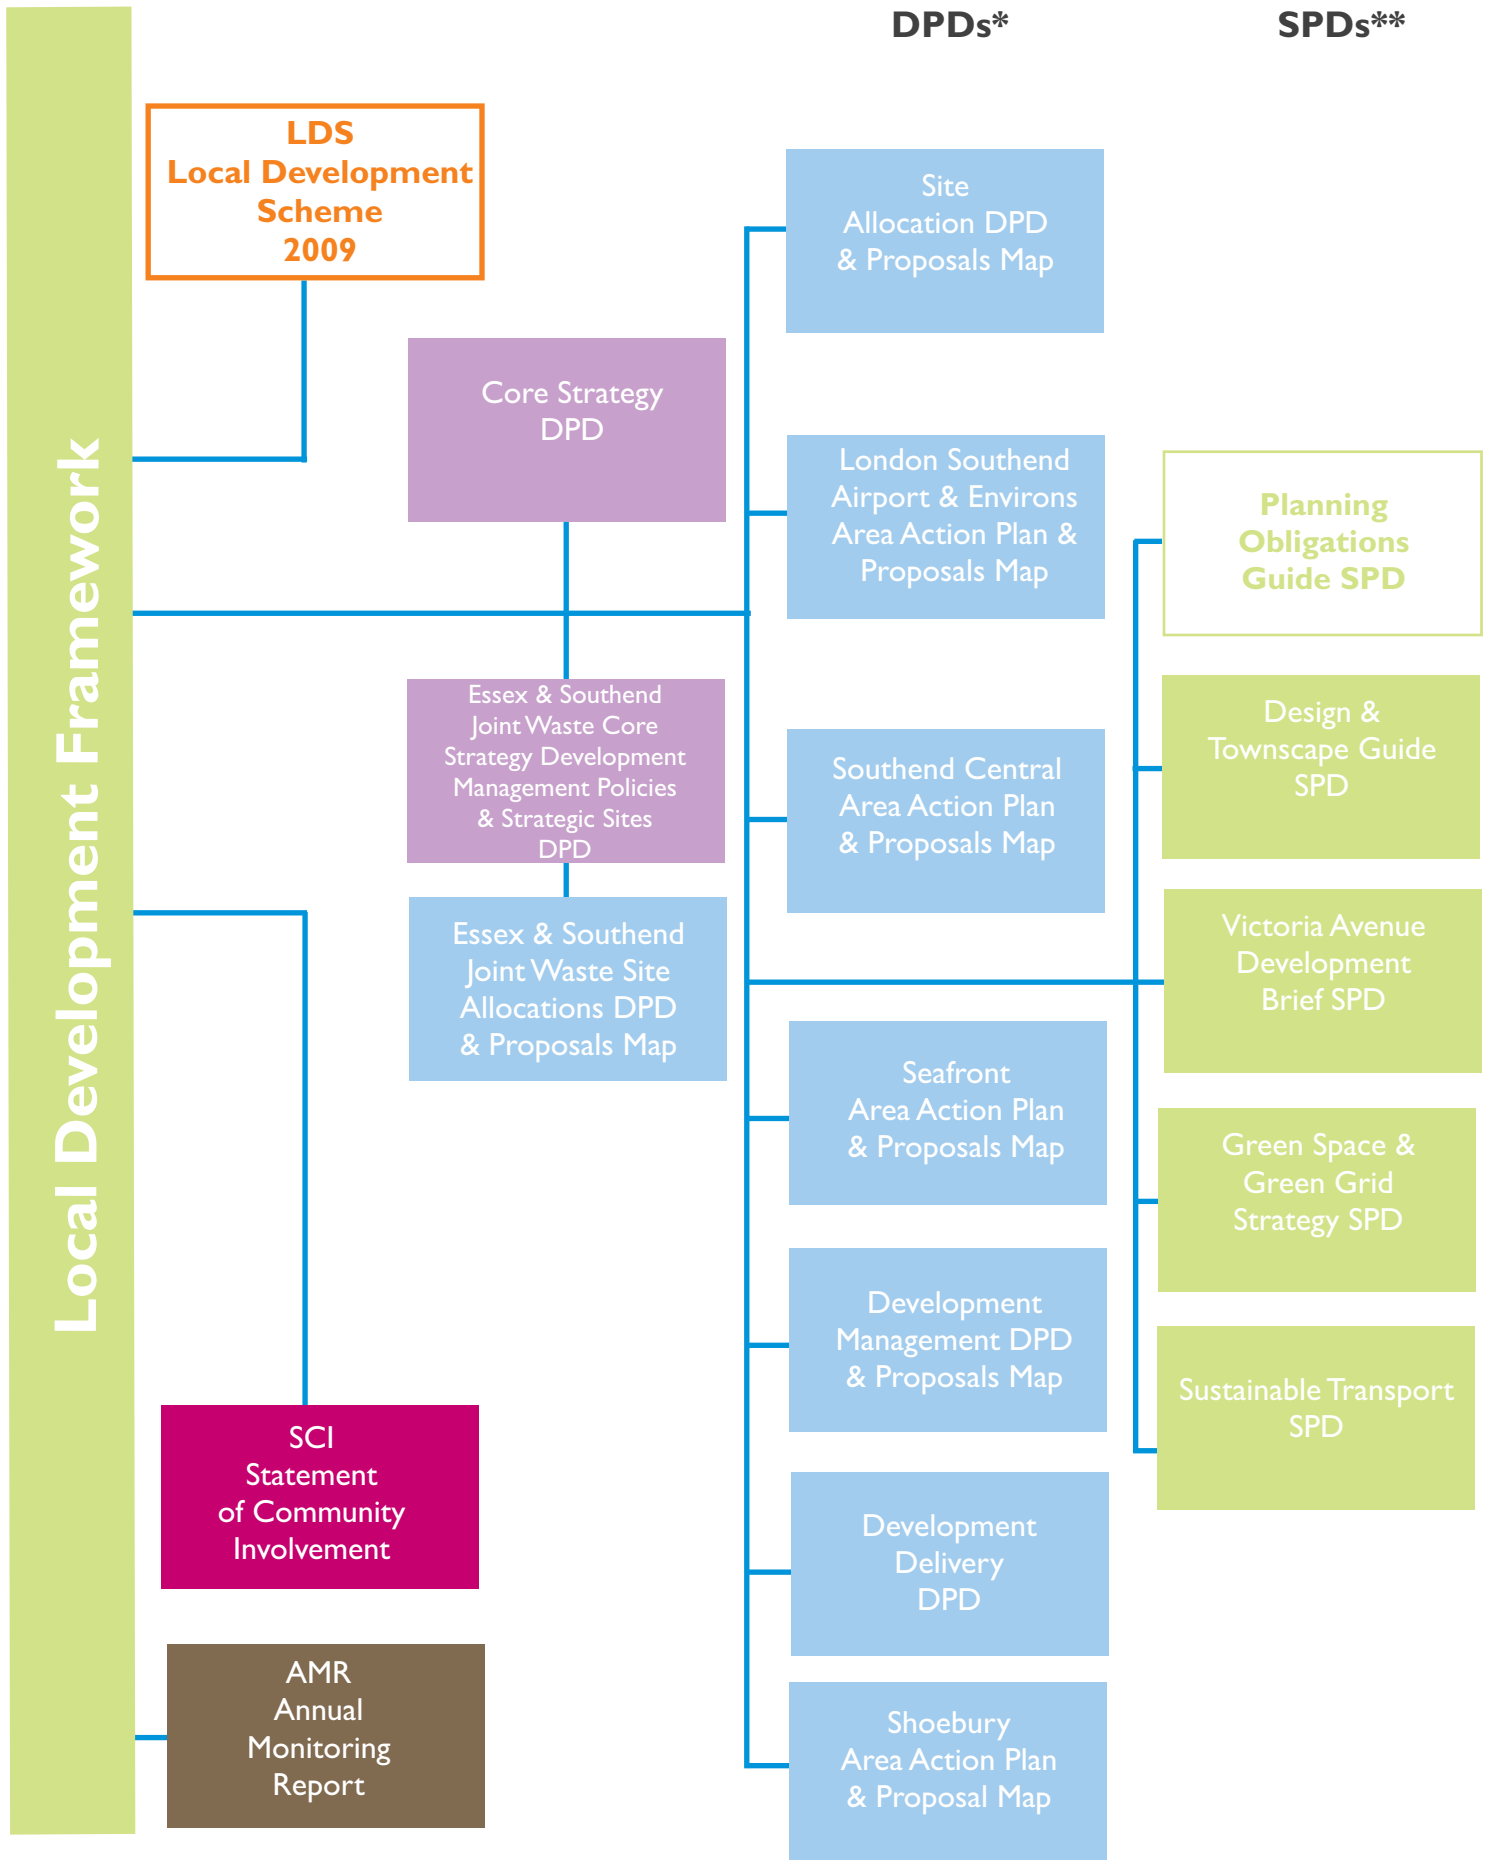 DPDs*
SPDs**
Local Development Framework
LDS
Local Development
Scheme
2009
Core Strategy
DPD
Essex & Southend
Joint Waste Core
Strategy Development
Management Policies
& Strategic Sites
DPD
Essex & Southend
Joint Waste Site
Allocations DPD
& Proposals Map
SCI
Statement
of Community
Involvement
AMR
Annual
Monitoring
Report
Site
Allocation DPD
& Proposals Map
London Southend
Airport & Environs
Area Action Plan &
Proposals Map
Southend Central
Area Action Plan
& Proposals Map
Seafront
Area Action Plan
& Proposals Map
Development
Management DPD
& Proposals Map
Development
Delivery
DPD
Shoebury
Area Action Plan
& Proposal Map
Planning
Obligations
Guide SPD
Design &
Townscape Guide
SPD
Victoria Avenue
Development
Brief SPD
Green Space &
Green Grid
Strategy SPD
Sustainable Transport
SPD